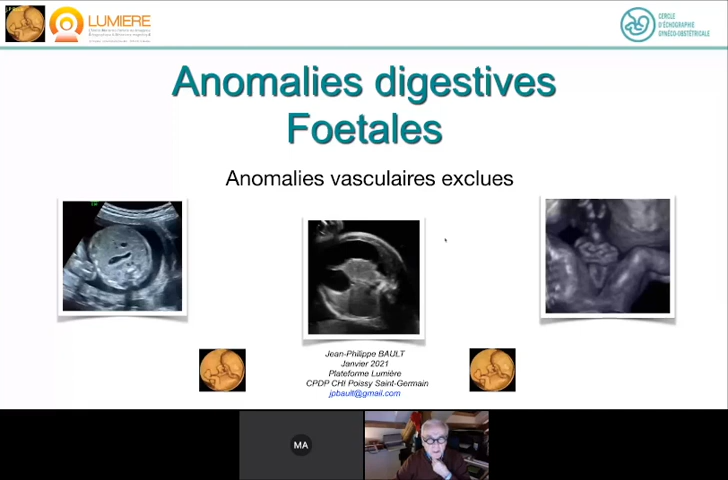 LUMIERE
CERCLE
D'ÉCHOGRAPHIE
GYNÉCO-OBSTÉTRICALE
Anomalies digestives
Foetales
Anomalies vasculaires exclues
Jean-Philippe BAULT
Janvier 2021
Plateforme Lumière
CPDP CHI Poissy Saint-Germain
jpbault@gmail.com
MA